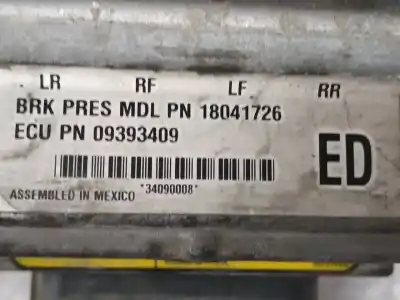 LR RF LF RR
BRK PRES MDL PN 18041726
ECU PN 09393409
ED
*34090008*
ASSEMBLED IN MEXICO